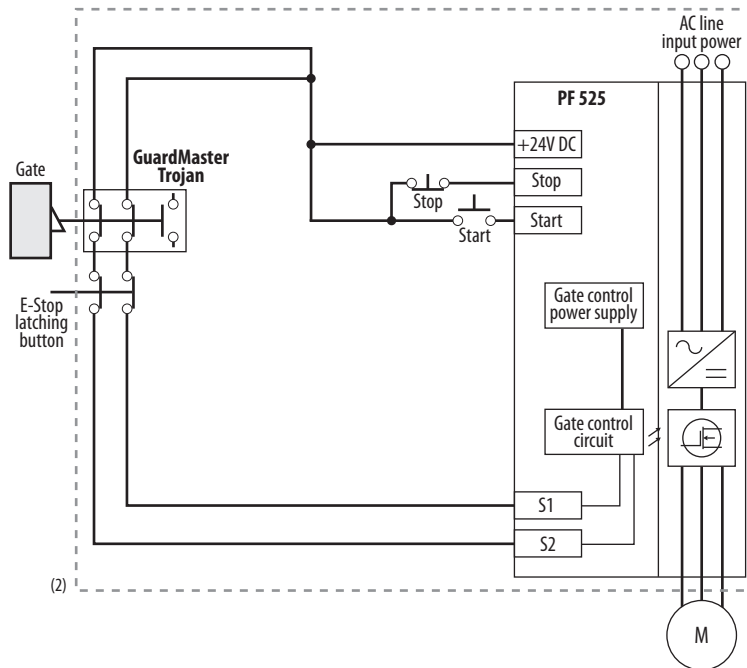 AC line
input power
PF 525
+24V DC
GuardMaster
Trojan
Gate
Stop
Stop
Start
Start
Gate control
power supply
E-Stop
latching
button
Gate control
circuit
S1
S2
(2)
M